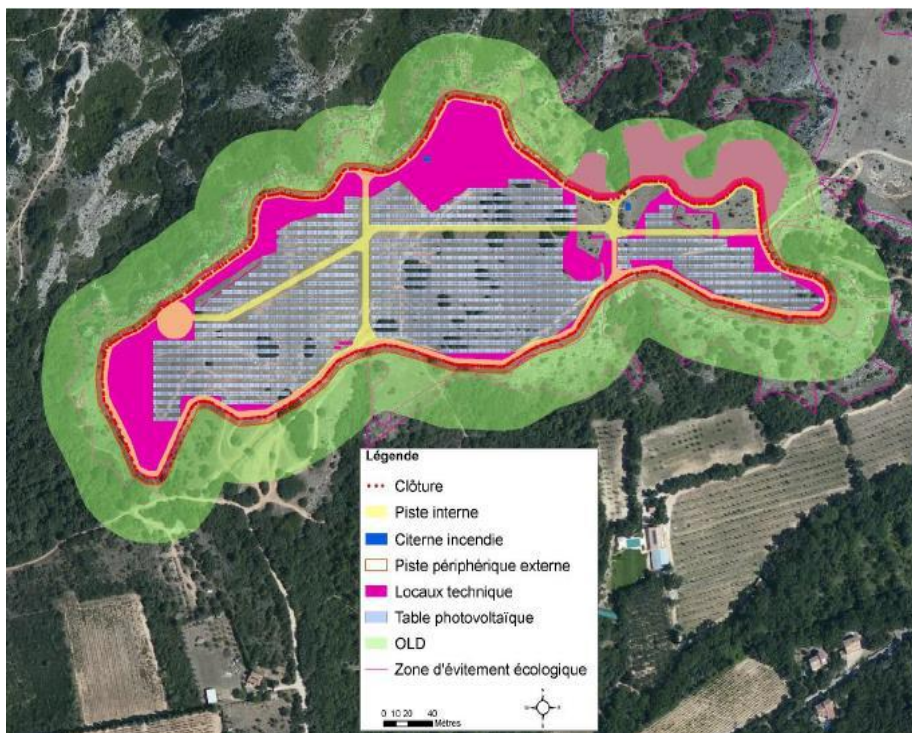 Légende
Clôture
Piste interne
Citerne incendie
Piste périphérique externe
Locaux technique
Table photovoltaïque
OLD
Zone d'évitement écologique
0 10 20 40
Mètres